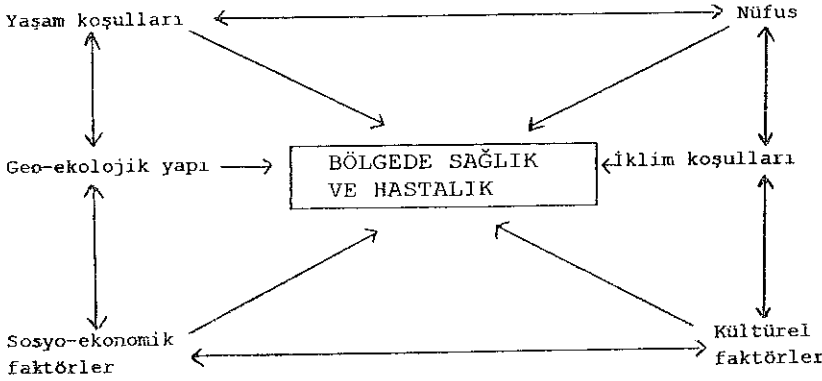 Yaşam koşulları
Nüfus
Geo-ekolojik yapı
BÖLGEDE SAĞLIK
VE HASTALIK
İklim koşulları
Sosyo-ekonomik
faktörler
Kültürel
faktörler